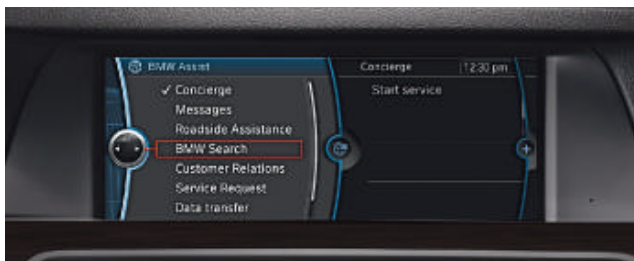 BMW Assist
Concierge 12:30 pm
✓ Concierge
Start service
Messages
Roadside Assistance
BMW Search
Customer Relations
Service Request
Data transfer